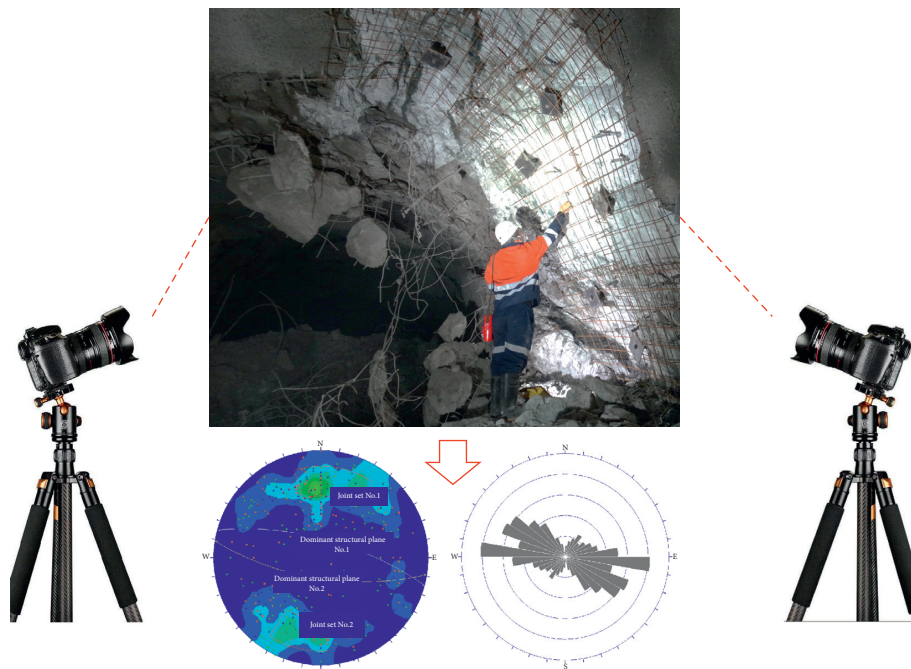 N
Joint set No.1
Dominant structural plane
No.1
W
E
Dominant structural plane
No.2
Joint set No.2
N
W
E
S